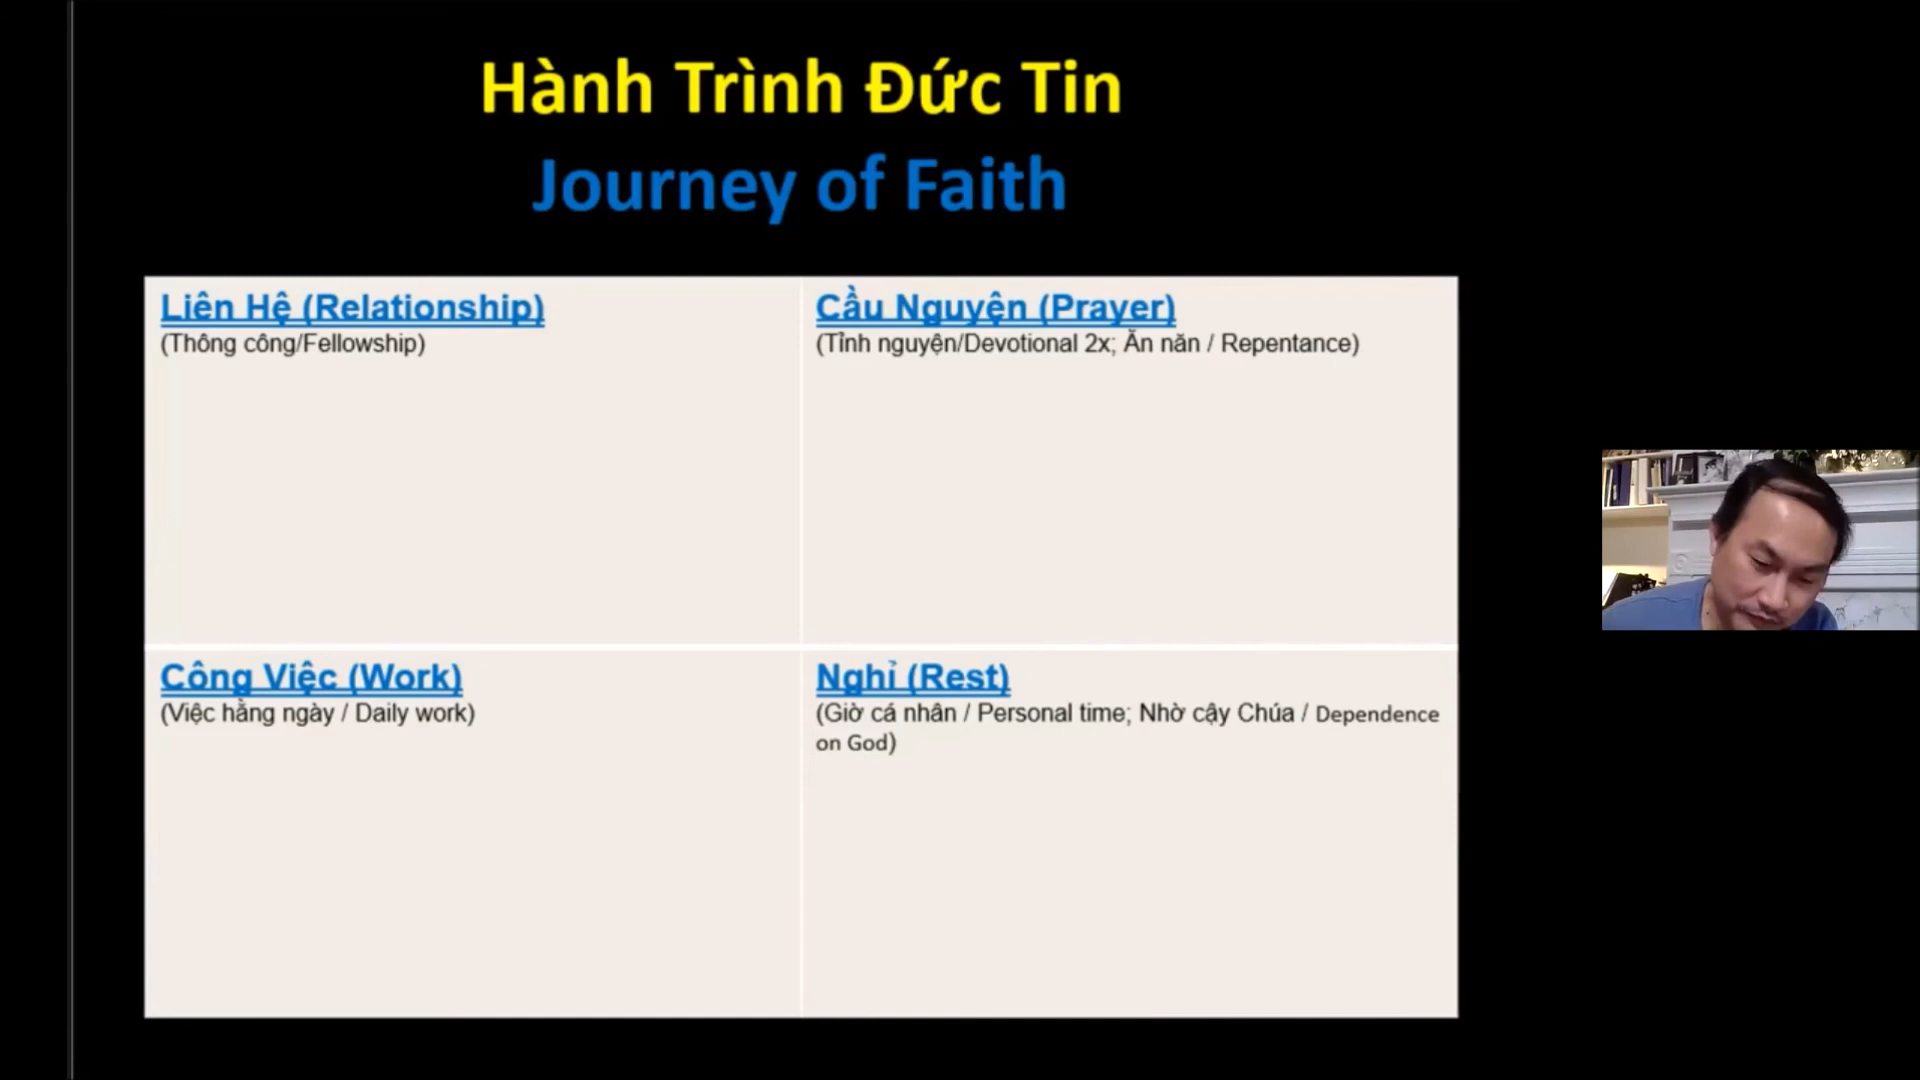 Hành Trình Đức Tin
Journey of Faith
Liên Hệ (Relationship)
(Thông công/Fellowship)
Cầu Nguyện (Prayer)
(Tỉnh nguyện/Devotional 2x; Ăn năn / Repentance)
Công Việc (Work)
(Việc hằng ngày / Daily work)
Nghỉ (Rest)
(Giờ cá nhân / Personal time; Nhờ cậy Chúa / Dependence
on God)